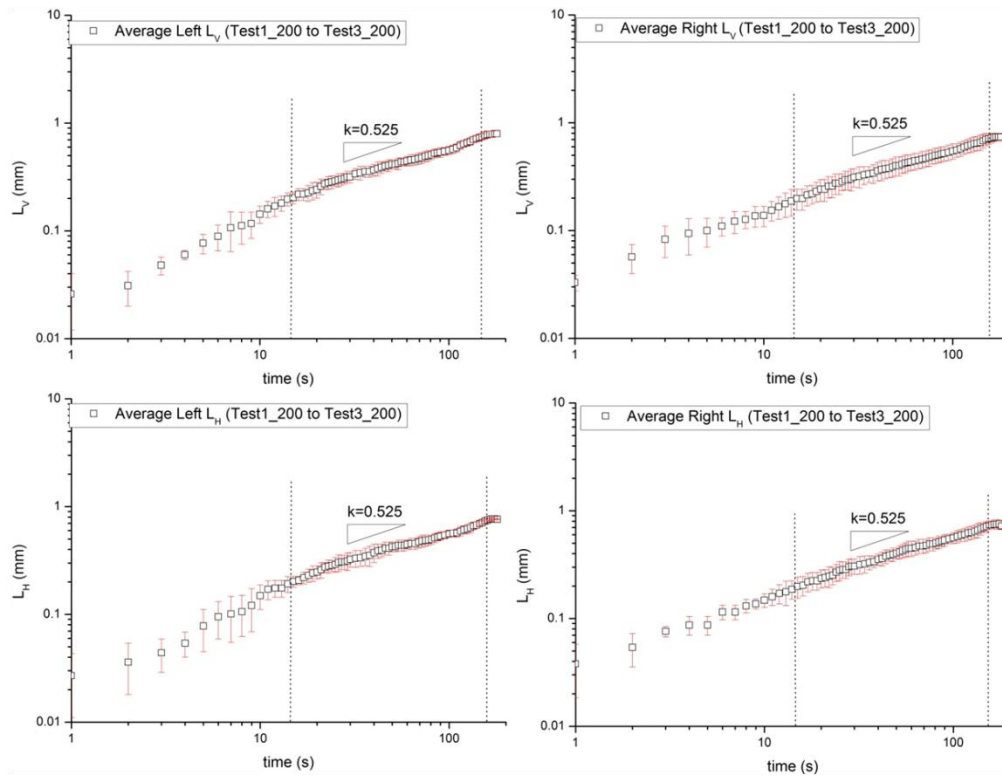 Average Left L_V (Test1_200 to Test3_200)
10
1
0.1
0.01
L_V (mm)
k=0.525
1
10
100
time (s)
Average Right L_V (Test1_200 to Test3_200)
10
1
0.1
0.01
L_V (mm)
k=0.525
1
10
100
time (s)
Average Left L_H (Test1_200 to Test3_200)
10
1
0.1
0.01
L_H (mm)
k=0.525
1
10
100
time (s)
Average Right L_H (Test1_200 to Test3_200)
10
1
0.1
0.01
L_H (mm)
k=0.525
1
10
100
time (s)